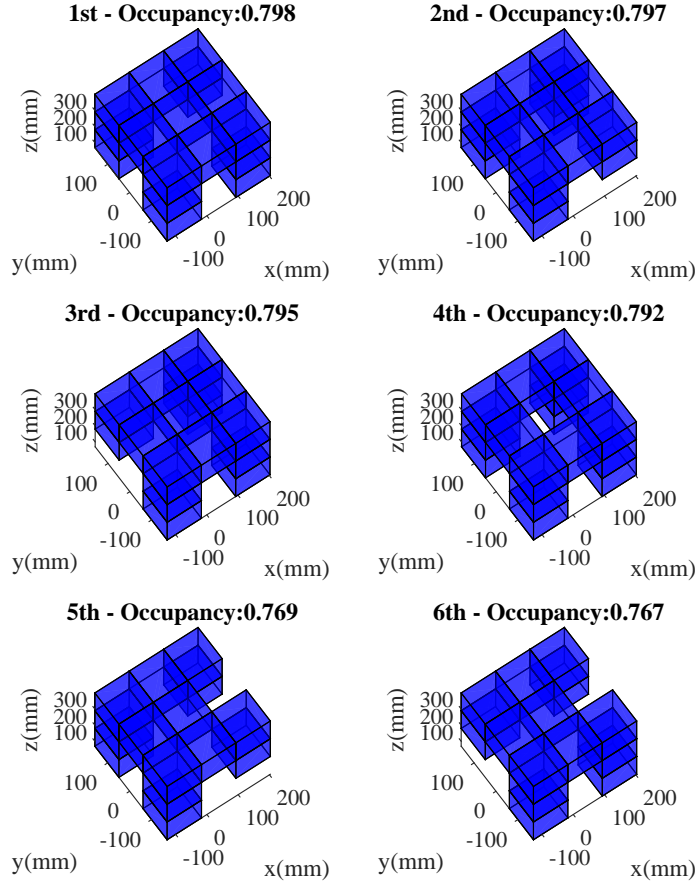 1st - Occupancy:0.798
2nd - Occupancy:0.797
300
200
100
z(mm)
100
0
-100
y(mm)
200
100
0
-100
x(mm)
300
200
100
z(mm)
100
0
-100
y(mm)
200
100
0
-100
x(mm)
3rd - Occupancy:0.795
4th - Occupancy:0.792
300
200
100
z(mm)
100
0
-100
y(mm)
200
100
0
-100
x(mm)
300
200
100
z(mm)
100
0
-100
y(mm)
200
100
0
-100
x(mm)
5th - Occupancy:0.769
6th - Occupancy:0.767
300
200
100
z(mm)
100
0
-100
y(mm)
200
100
0
-100
x(mm)
300
200
100
z(mm)
100
0
-100
y(mm)
200
100
0
-100
x(mm)